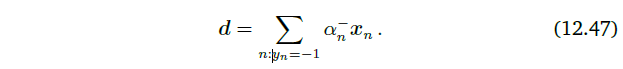 d = ∑_{n:y_n=−1} α_n^− x_n . (12.47)